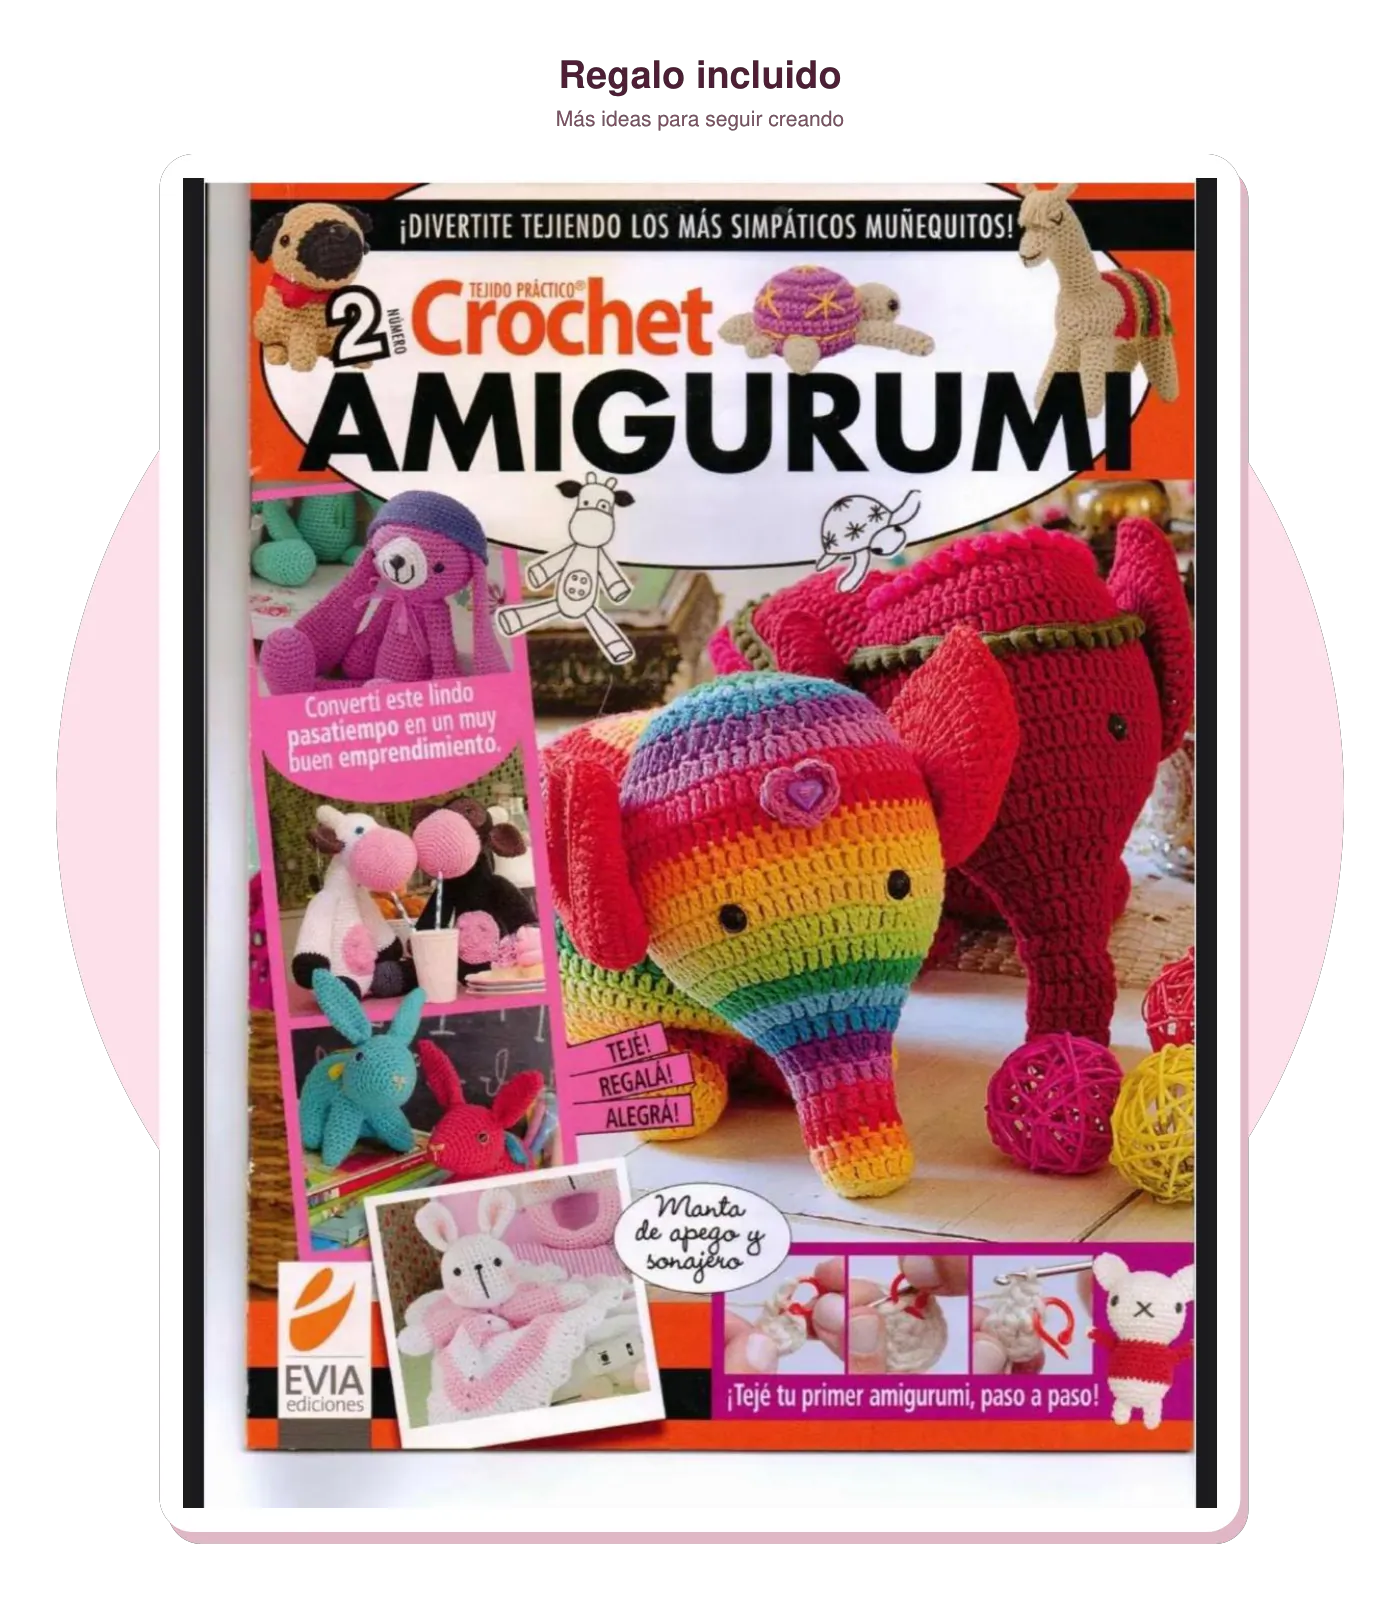 Regalo incluido
Más ideas para seguir creando
¡DIVERTITE TEJIENDO LOS MÁS SIMPÁTICOS MUÑEQUITOS!
2
NÚMERO
TEJIDO PRÁCTICO®
Crochet
AMIGURUMI
Convertí este lindo
pasatiempo en un muy
buen emprendimiento.
TEJÉ!
REGALÁ!
ALEGRÁ!
Manta
de apego y
sonajero
EVIA
ediciones
¡Tejé tu primer amigurumi, paso a paso!